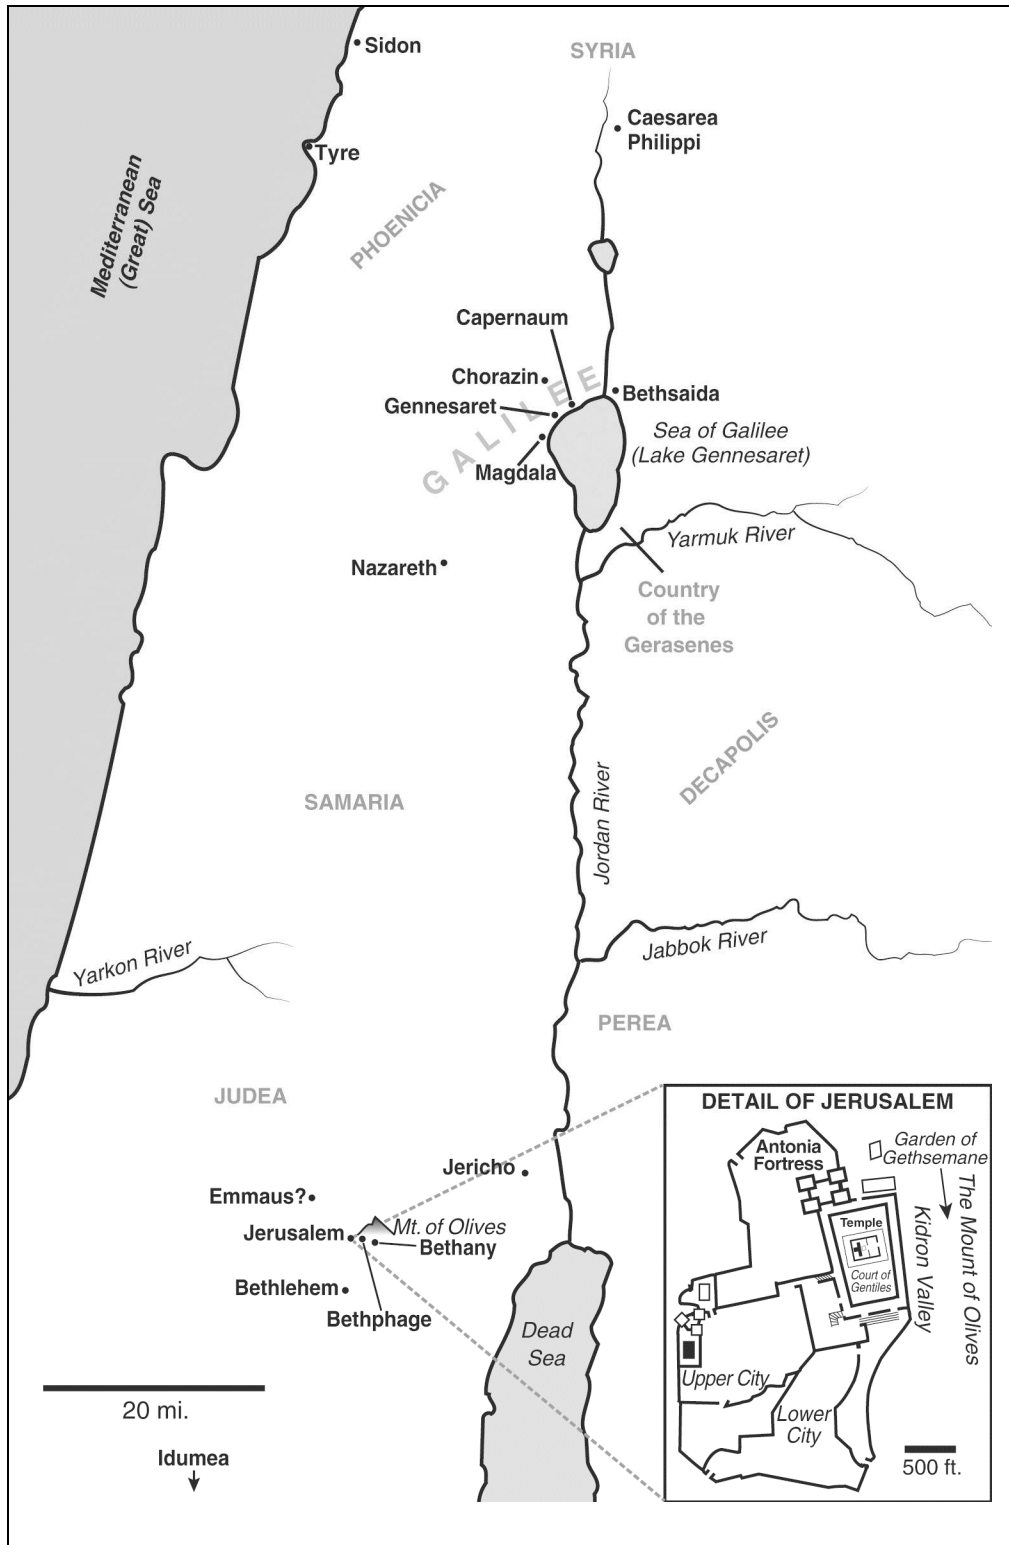 Sidon
SYRIA
Caesarea
Philippi
Tyre
Mediterranean
(Great) Sea
PHOENICIA
Capernaum
Chorazin
GALILEE
Gennesaret
Bethsaida
Sea of Galilee
(Lake Gennesaret)
Magdala
Yarmuk River
Nazareth
Country
of the
Gerasenes
DECAPOLIS
Jordan River
SAMARIA
Yarkon River
Jabbok River
PEREA
JUDEA
Jericho
Emmaus?
Mt. of Olives
Jerusalem
Bethany
Bethlehem
Bethphage
Dead
Sea
20 mi.
Idumea
DETAIL OF JERUSALEM
Antonia
Fortress
Garden of
Gethsemane
The Mount of Olives
Kidron Valley
Temple
Court of
Gentiles
Upper City
Lower
City
500 ft.